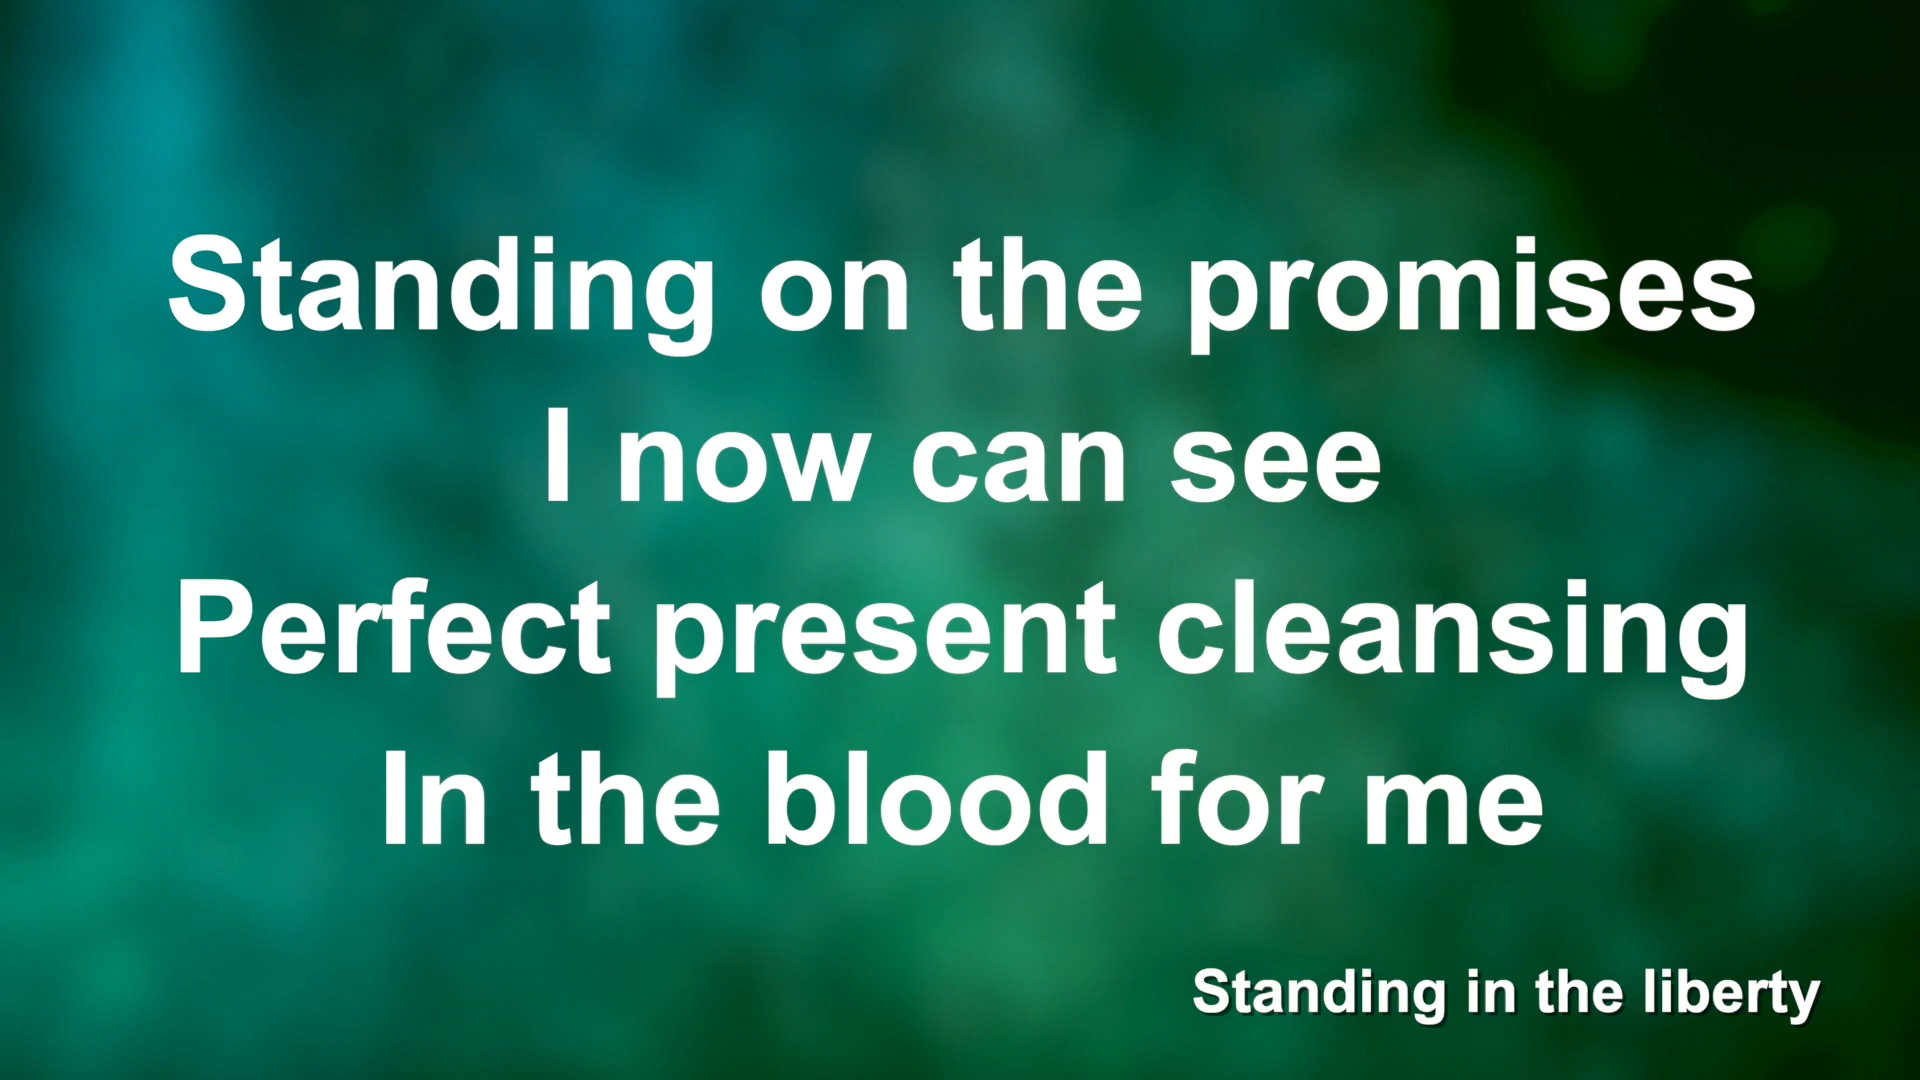 Standing on the promises
I now can see
Perfect present cleansing
In the blood for me
Standing in the liberty